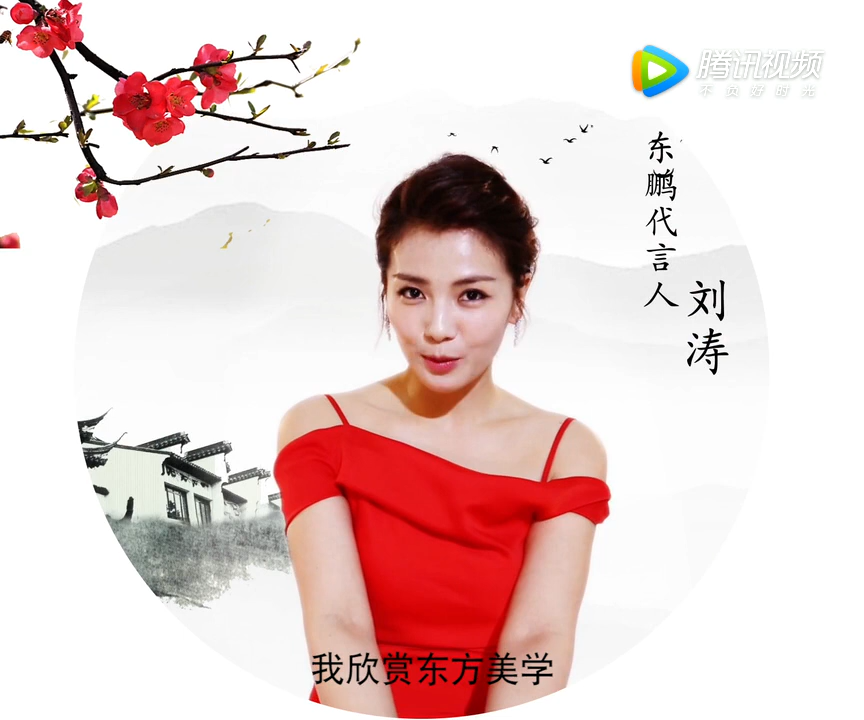 腾讯视频
不负好时光
东鹏代言人
刘涛
我欣赏东方美学